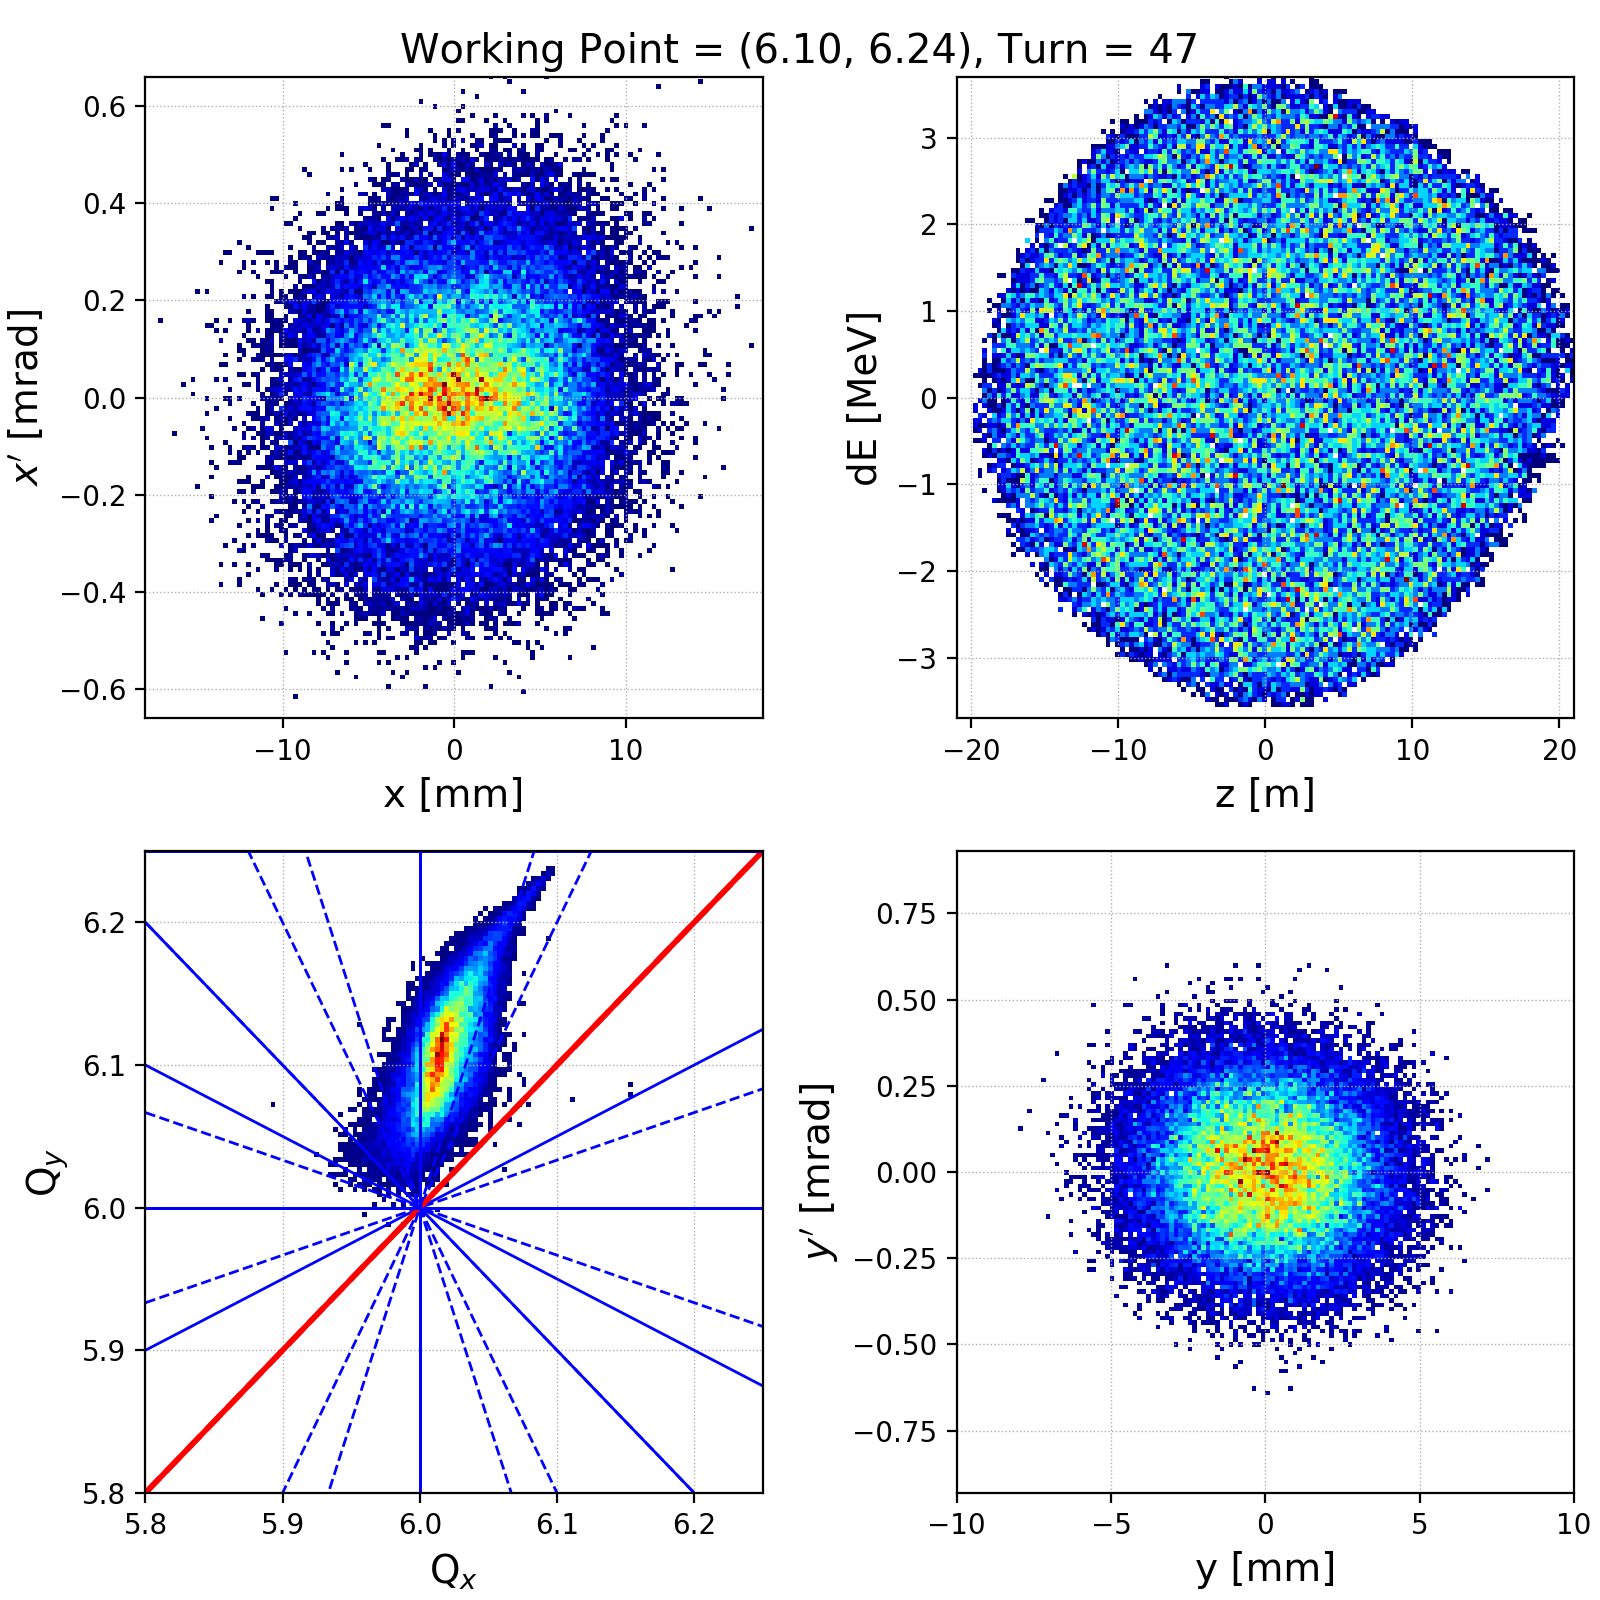 Working Point = (6.10, 6.24), Turn = 47
0.6
0.4
0.2
0.0
−0.2
−0.4
−0.6
x′ [mrad]
−10 0 10
x [mm]
3
2
1
0
−1
−2
−3
dE [MeV]
−20 −10 0 10 20
z [m]
6.2
6.1
6.0
5.9
5.8
Qy
5.8 5.9 6.0 6.1 6.2
Qx
0.75
0.50
0.25
0.00
−0.25
−0.50
−0.75
y′ [mrad]
−10 −5 0 5 10
y [mm]